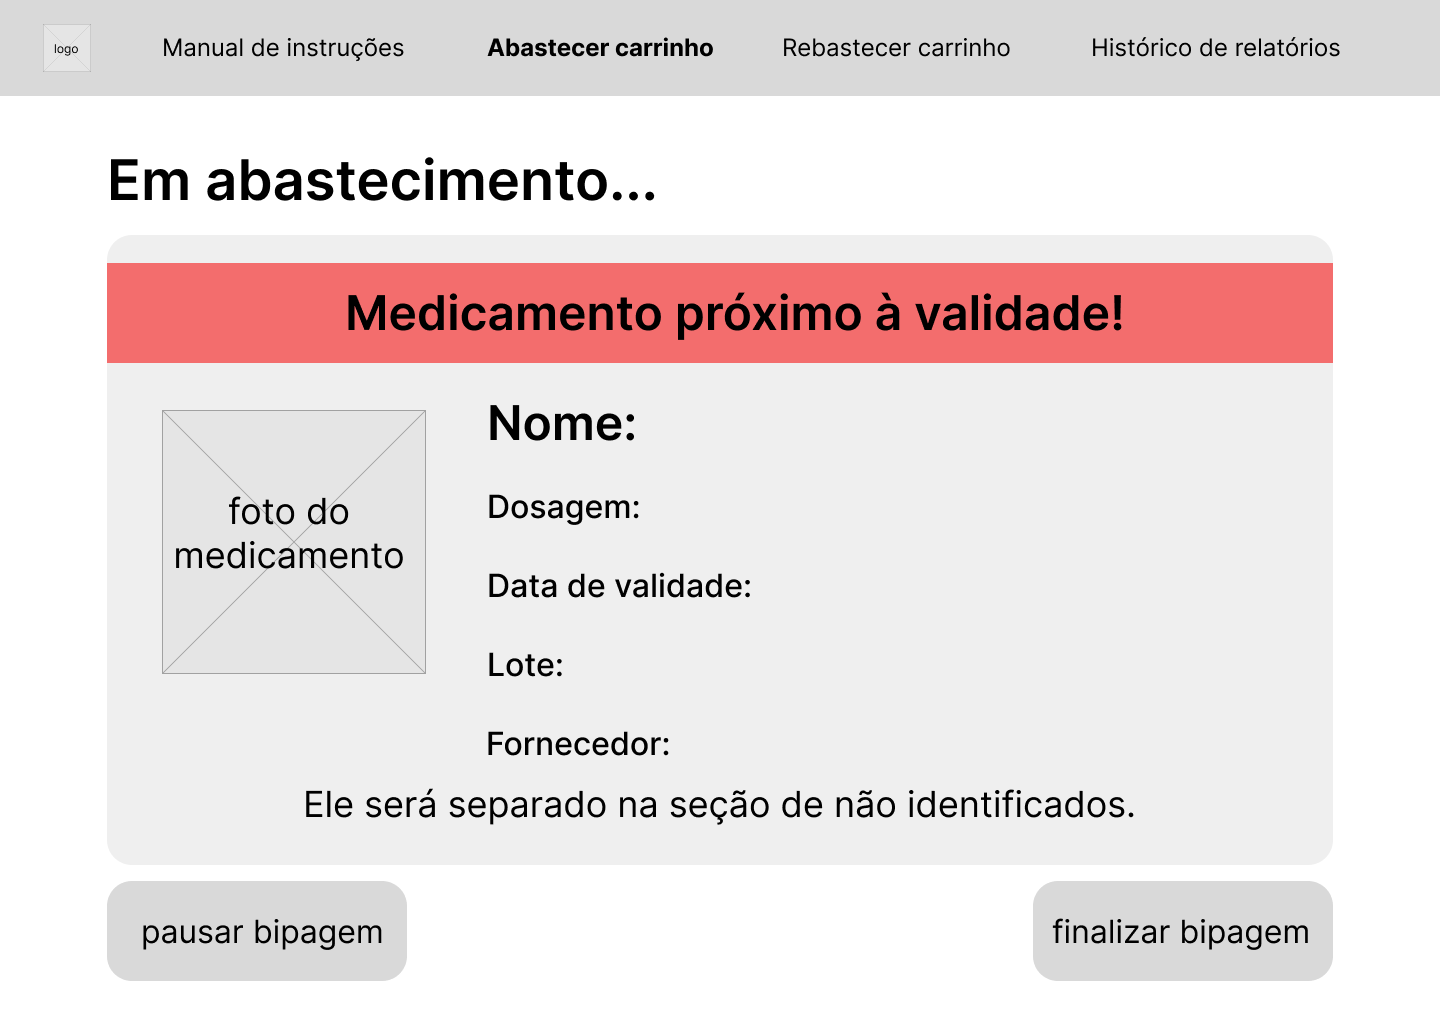 logo
Manual de instruções
Abastecer carrinho
Rebastecer carrinho
Histórico de relatórios
Em abastecimento...
Medicamento próximo à validade!
foto do
medicamento
Nome:
Dosagem:
Data de validade:
Lote:
Fornecedor:
Ele será separado na seção de não identificados.
pausar bipagem
finalizar bipagem